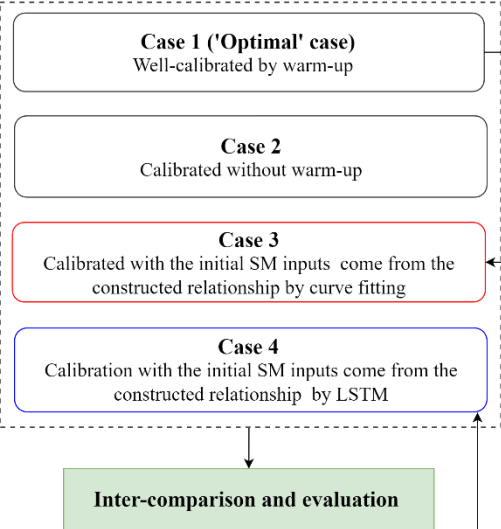 Case 1 ('Optimal' case)
Well-calibrated by warm-up
Case 2
Calibrated without warm-up
Case 3
Calibrated with the initial SM inputs come from the
constructed relationship by curve fitting
Case 4
Calibration with the initial SM inputs come from the
constructed relationship by LSTM
Inter-comparison and evaluation